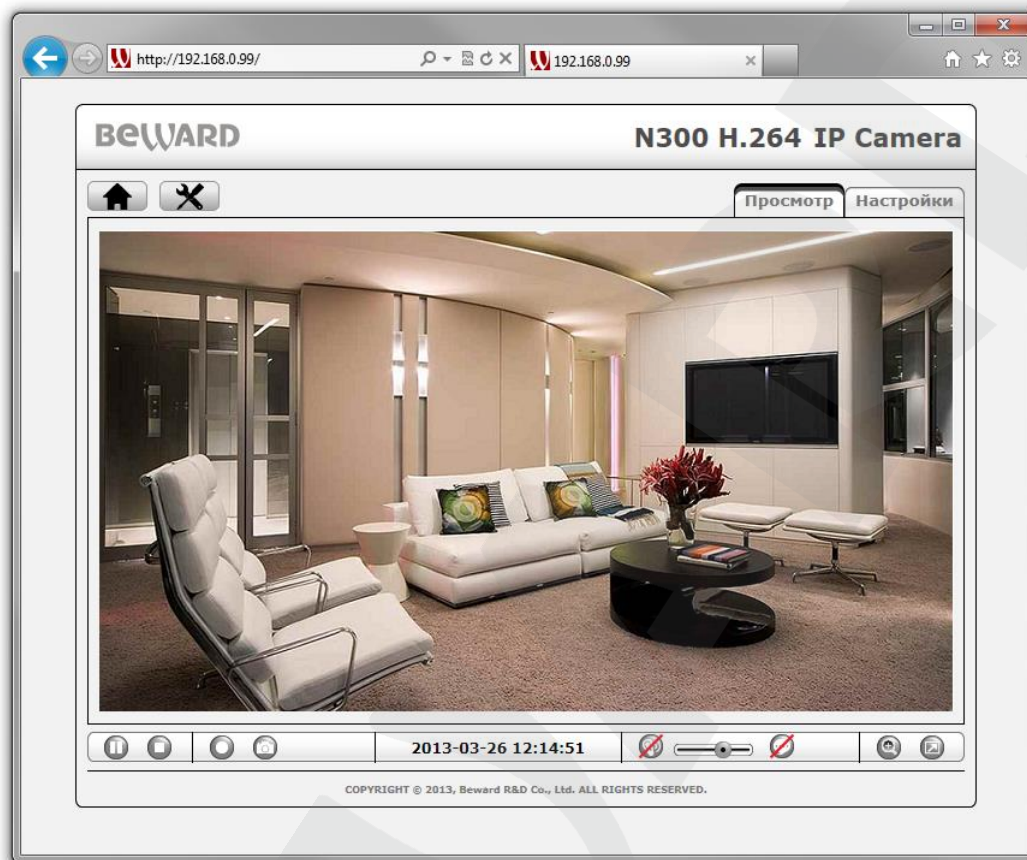 http://192.168.0.99/
192.168.0.99
BEWARD
N300 H.264 IP Camera
Просмотр
Настройки
2013-03-26 12:14:51
COPYRIGHT © 2013, Beward R&D Co., Ltd. ALL RIGHTS RESERVED.